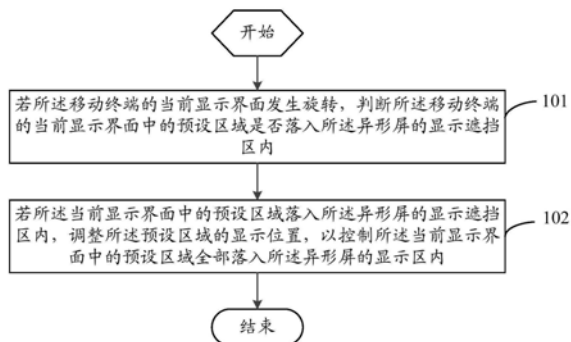 开始
若所述移动终端的当前显示界面发生旋转，判断所述移动终端
的当前显示界面中的预设区域是否落入所述异形屏的显示遮挡
区内
101
若所述当前显示界面中的预设区域落入所述异形屏的显示遮挡
区内，调整所述预设区域的显示位置，以控制所述当前显示界
面中的预设区域全部落入所述异形屏的显示区内
102
结束